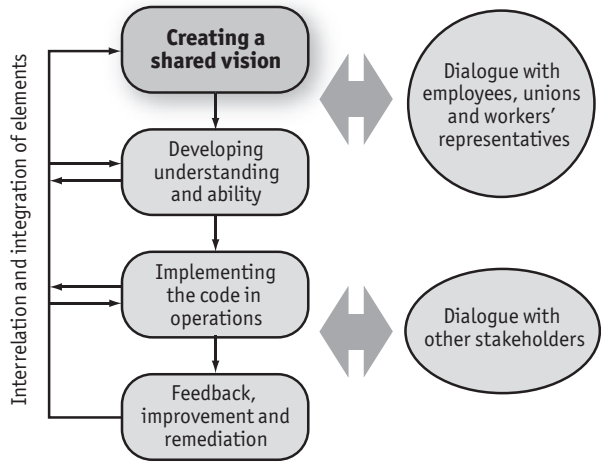 Creating a
shared vision
Dialogue with
employees, unions
and workers'
representatives
Developing
understanding
and ability
Implementing
the code in
operations
Dialogue with
other stakeholders
Feedback,
improvement and
remediation
Interrelation and integration of elements